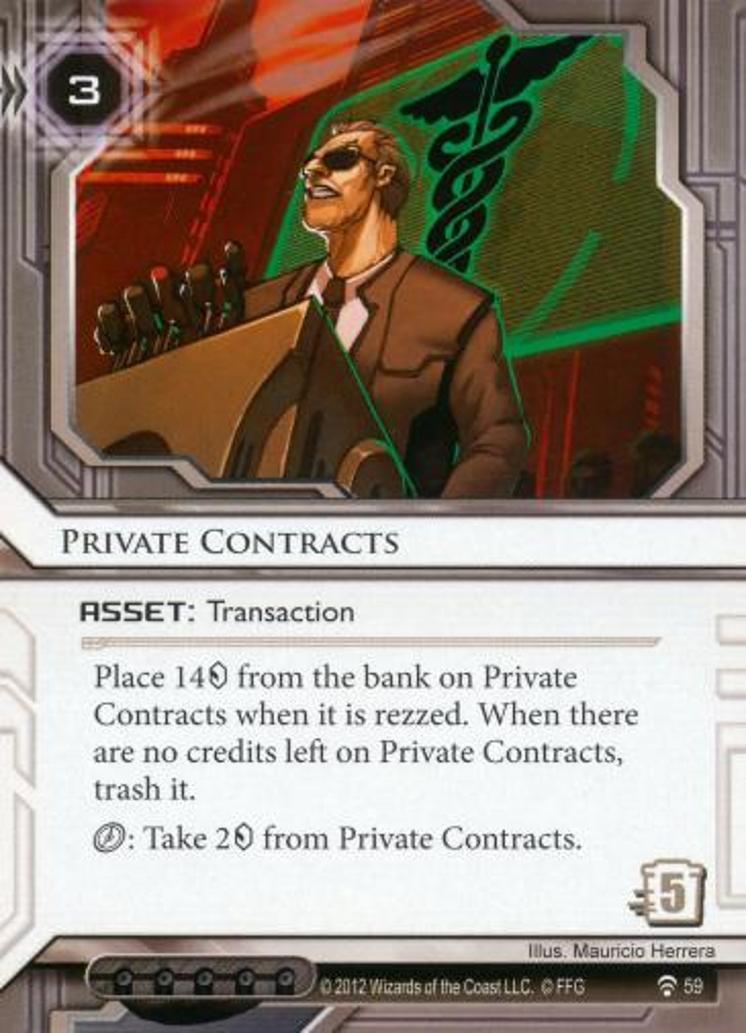 3
PRIVATE CONTRACTS
ASSET: Transaction
Place 14 from the bank on Private
Contracts when it is rezzed. When there
are no credits left on Private Contracts,
trash it.
: Take 2 from Private Contracts.
5
Illus. Mauricio Herrera
© 2012 Wizards of the Coast LLC. © FFG
59